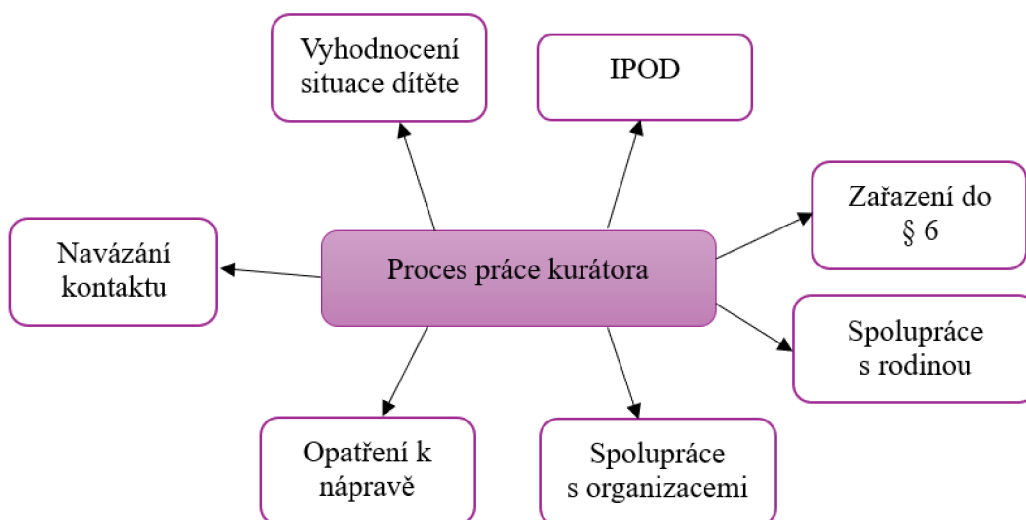 Vyhodnocení
situace dítěte
IPOD
Zařazení do
§ 6
Navázání
kontaktu
Proces práce kurátora
Spolupráce
s rodinou
Opatření k
nápravě
Spolupráce
s organizacemi